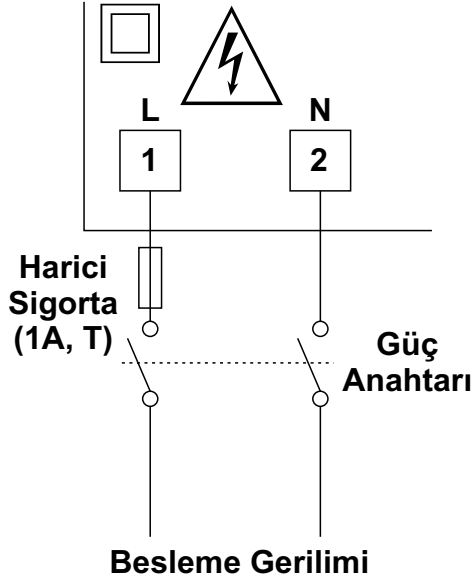 L
N
1
2
Harici
Sigorta
(1A, T)
Güç
Anahtarı
Besleme Gerilimi